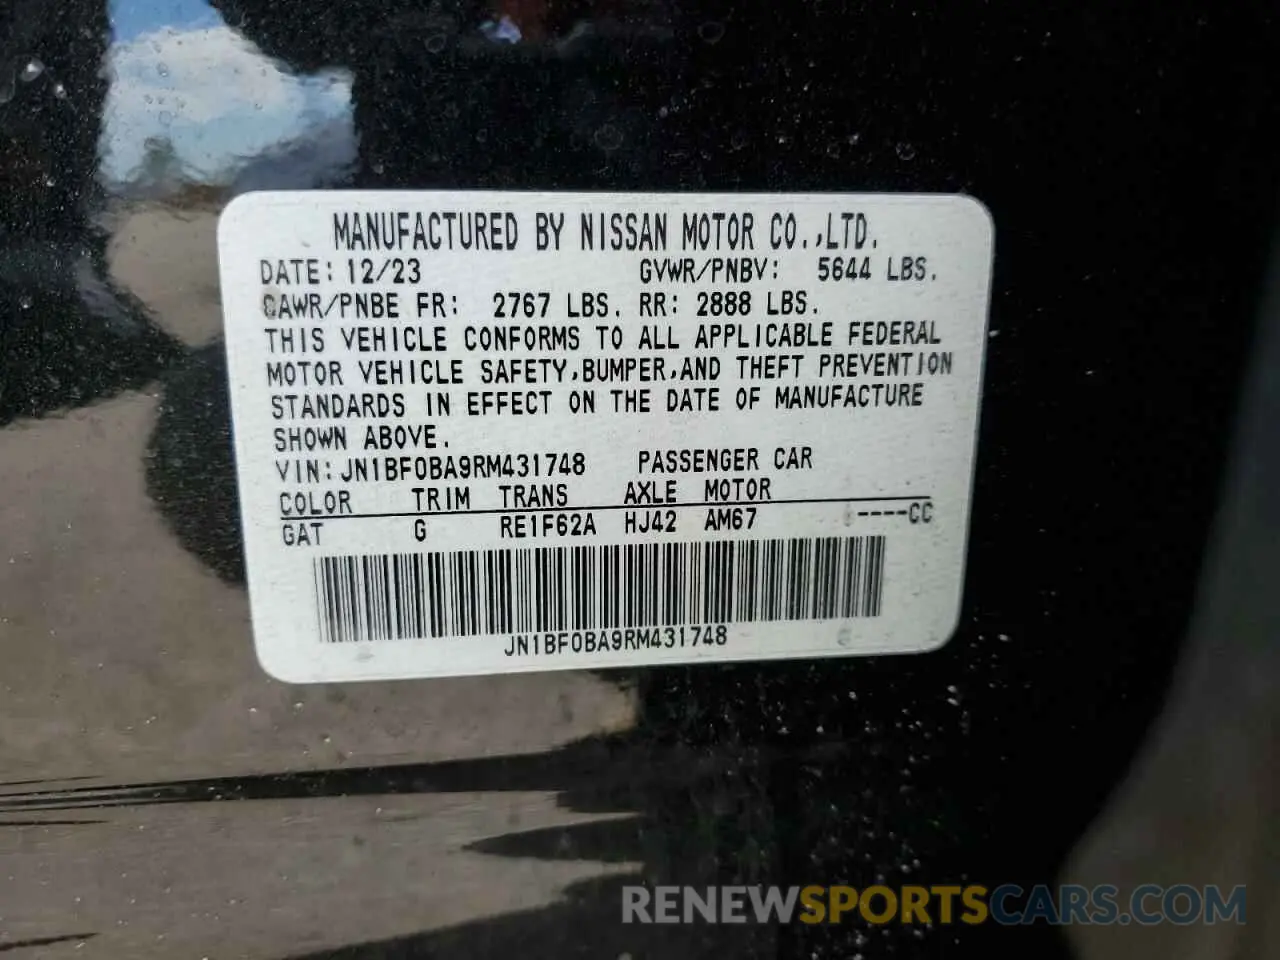 MANUFACTURED BY NISSAN MOTOR CO.,LTD.
DATE: 12/23 GVWR/PNBV: 5644 LBS.
GAWR/PNBE FR: 2767 LBS. RR: 2888 LBS.
THIS VEHICLE CONFORMS TO ALL APPLICABLE FEDERAL
MOTOR VEHICLE SAFETY,BUMPER,AND THEFT PREVENTION
STANDARDS IN EFFECT ON THE DATE OF MANUFACTURE
SHOWN ABOVE.
VIN:JN1BF0BA9RM431748 PASSENGER CAR
COLOR TRIM TRANS AXLE MOTOR
GAT G RE1F62A HJ42 AM67 ----CC
JN1BF0BA9RM431748
RENEWSPORTSCARS.COM